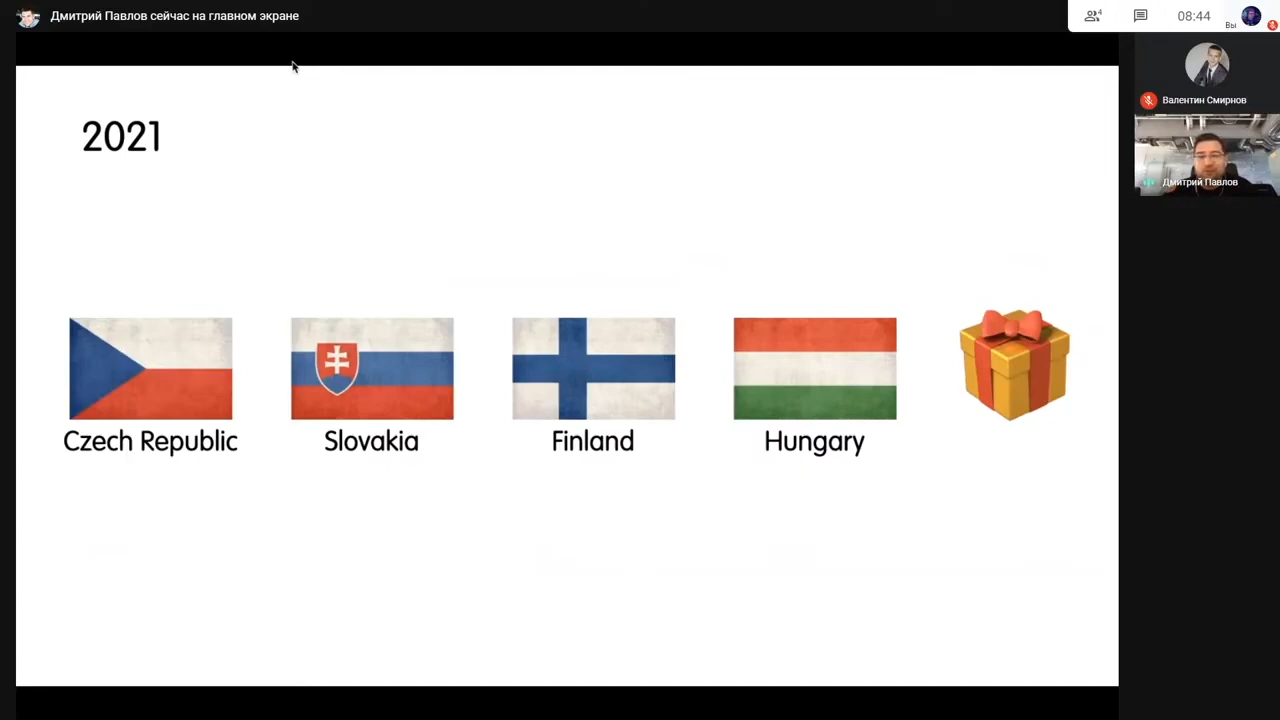 Дмитрий Павлов сейчас на главном экране
4
08:44
Вы
Валентин Смирнов
Дмитрий Павлов
2021
Czech Republic
Slovakia
Finland
Hungary